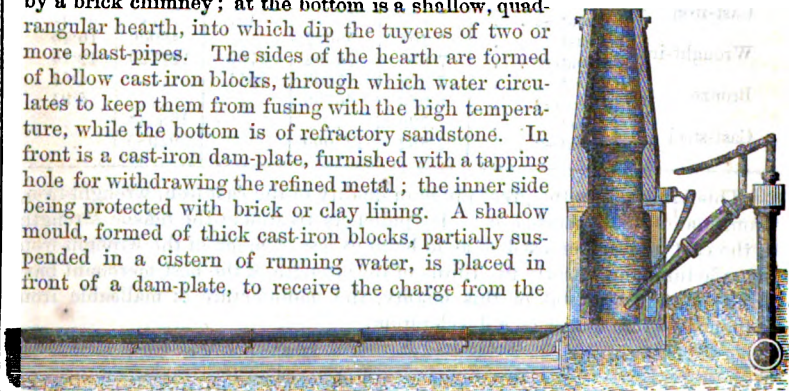 by a brick chimney; at the bottom is a shallow, quad-
rangular hearth, into which dip the tuyeres of two or
more blast-pipes. The sides of the hearth are formed
of hollow cast-iron blocks, through which water circu-
lates to keep them from fusing with the high tempera-
ture, while the bottom is of refractory sandstone. In
front is a cast-iron dam-plate, furnished with a tapping
hole for withdrawing the refined metal; the inner side
being protected with brick or clay lining. A shallow
mould, formed of thick cast-iron blocks, partially sus-
pended in a cistern of running water, is placed in
front of a dam-plate, to receive the charge from the